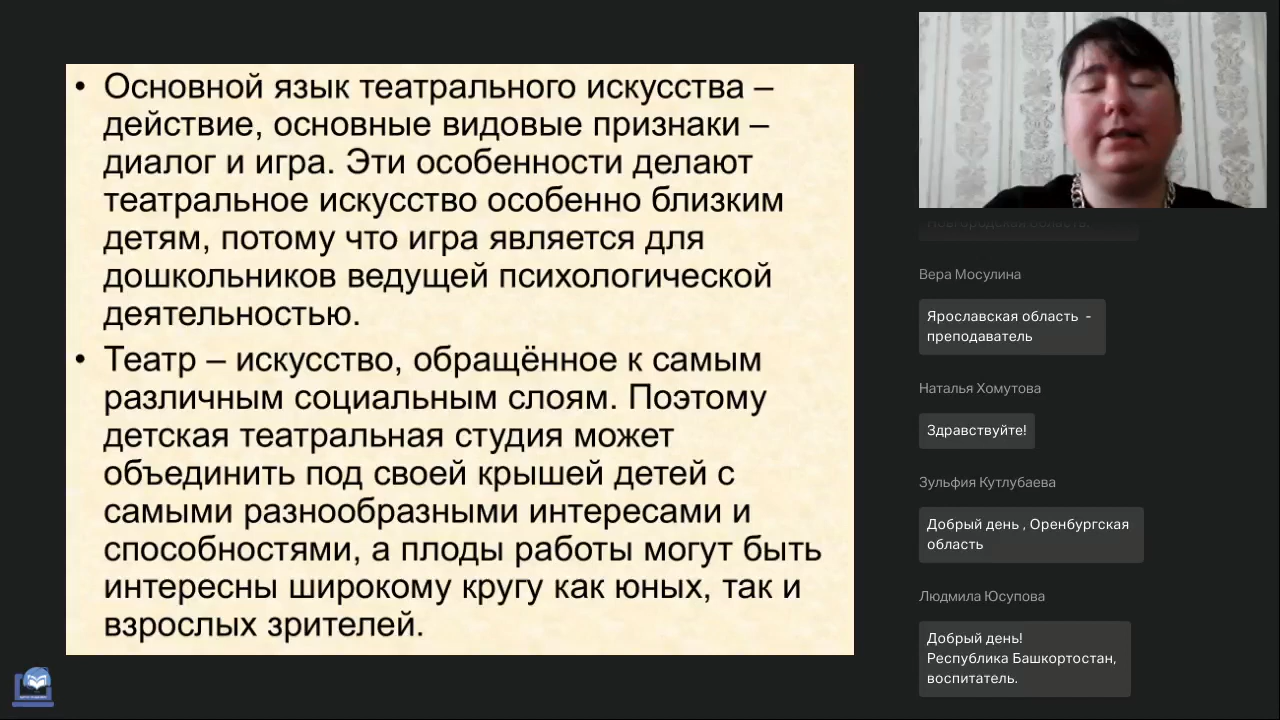 • Основной язык театрального искусства –
действие, основные видовые признаки –
диалог и игра. Эти особенности делают
театральное искусство особенно близким
детям, потому что игра является для
дошкольников ведущей психологической
деятельностью.
• Театр – искусство, обращённое к самым
различным социальным слоям. Поэтому
детская театральная студия может
объединить под своей крышей детей с
самыми разнообразными интересами и
способностями, а плоды работы могут быть
интересны широкому кругу как юных, так и
взрослых зрителей.
Новгородская область.
Вера Мосулина
Ярославская область -
преподаватель
Наталья Хомутова
Здравствуйте!
Зульфия Кутлубаева
Добрый день , Оренбургская
область
Людмила Юсупова
Добрый день!
Республика Башкортостан,
воспитатель.